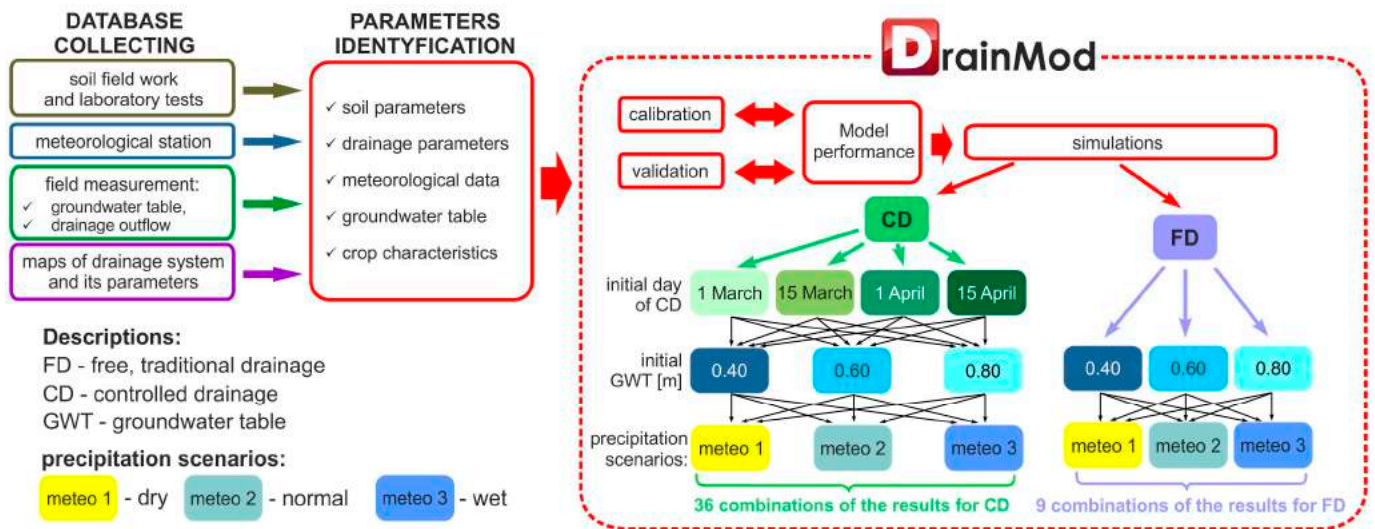 DATABASE
COLLECTING
soil field work
and laboratory tests
meteorological station
field measurement:
✓ groundwater table,
✓ drainage outflow
maps of drainage system
and its parameters
PARAMETERS
IDENTYFICATION
✓ soil parameters
✓ drainage parameters
✓ meteorological data
✓ groundwater table
✓ crop characteristics
DrainMod
calibration
validation
Model
performance
simulations
CD
FD
initial day
of CD
1 March
15 March
1 April
15 April
initial
GWT [m]
0.40
0.60
0.80
0.40
0.60
0.80
precipitation
scenarios:
meteo 1
meteo 2
meteo 3
meteo 1
meteo 2
meteo 3
36 combinations of the results for CD
9 combinations of the results for FD
Descriptions:
FD - free, traditional drainage
CD - controlled drainage
GWT - groundwater table
precipitation scenarios:
meteo 1 - dry
meteo 2 - normal
meteo 3 - wet